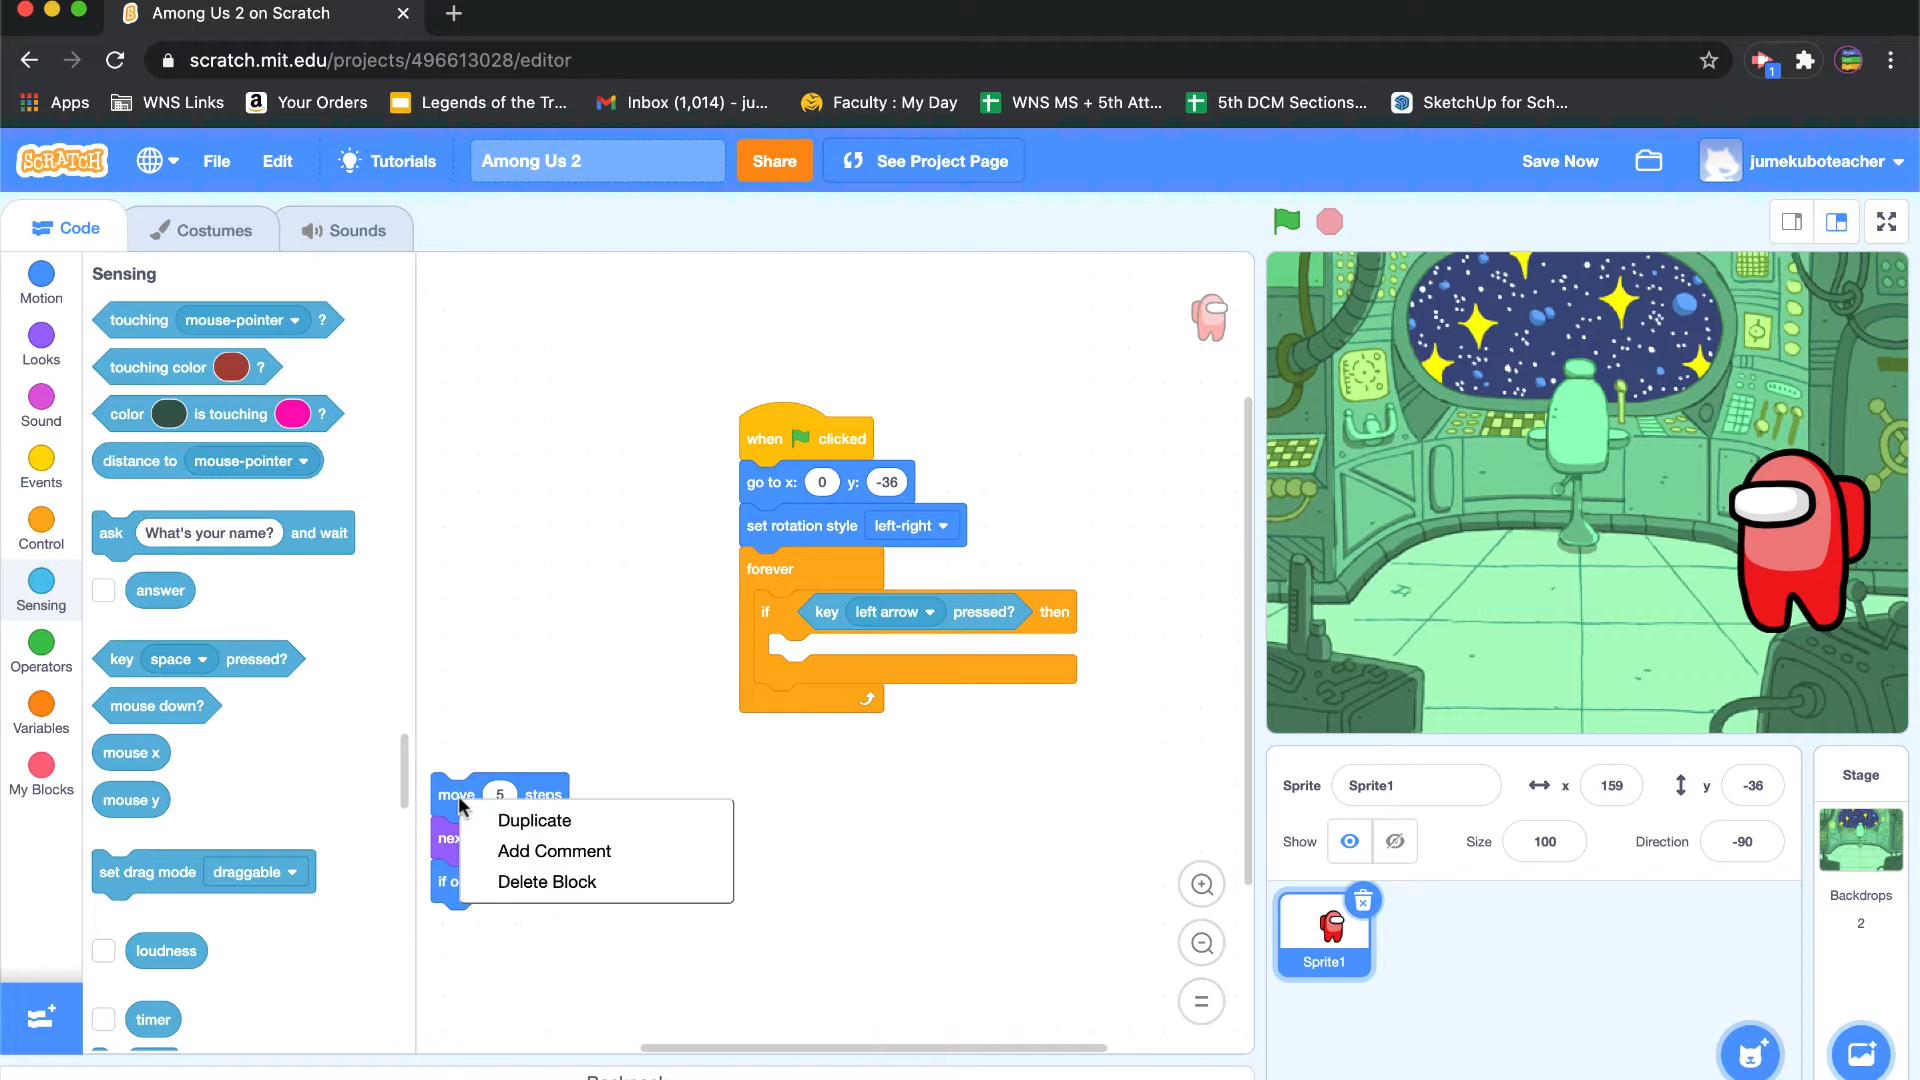 Among Us 2 on Scratch
scratch.mit.edu/projects/496613028/editor
1
Apps WNS Links Your Orders Legends of the Tr... Inbox (1,014) - ju... Faculty : My Day WNS MS + 5th Att... 5th DCM Sections... SketchUp for Sch...
SCRATCH File Edit Tutorials Among Us 2 Share See Project Page Save Now jumekuboteacher
Code Costumes Sounds
Motion
Looks
Sound
Events
Control
Sensing
Operators
Variables
My Blocks
Sensing
touching mouse-pointer ?
touching color ?
color is touching ?
distance to mouse-pointer
ask What's your name? and wait
answer
key space pressed?
mouse down?
mouse x
mouse y
set drag mode draggable
loudness
timer
when clicked
go to x: 0 y: -36
set rotation style left-right
forever
if key left arrow pressed? then
move 5 steps
Duplicate
Add Comment
Delete Block
Sprite Sprite1 x 159 y -36
Show Size 100 Direction -90
Sprite1
Stage
Backdrops
2